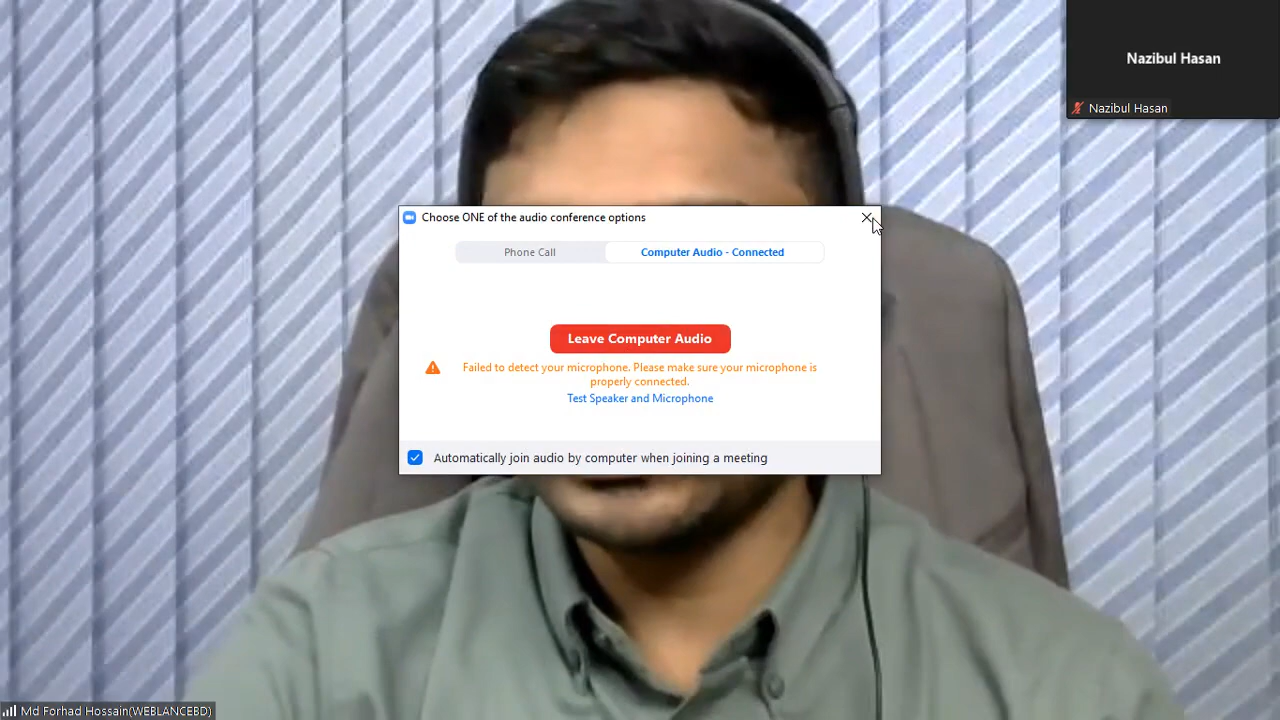 Nazibul Hasan
Nazibul Hasan
Choose ONE of the audio conference options
Phone Call
Computer Audio - Connected
Leave Computer Audio
Failed to detect your microphone. Please make sure your microphone is
properly connected.
Test Speaker and Microphone
Automatically join audio by computer when joining a meeting
Md Forhad Hossain(WEBLANCEBD)